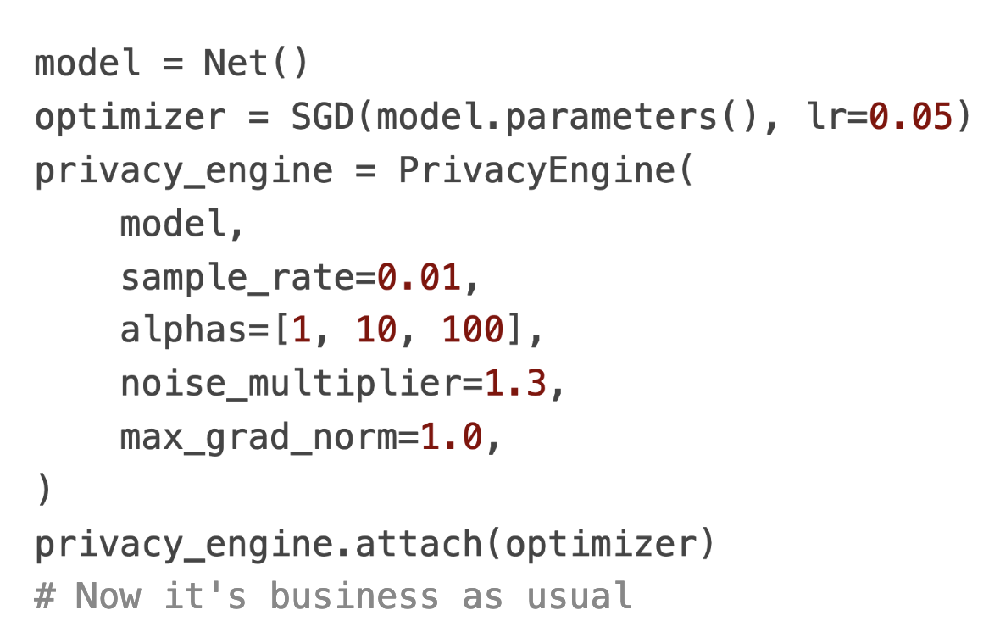 model = Net()
optimizer = SGD(model.parameters(), lr=0.05)
privacy_engine = PrivacyEngine(
    model,
    sample_rate=0.01,
    alphas=[1, 10, 100],
    noise_multiplier=1.3,
    max_grad_norm=1.0,
)
privacy_engine.attach(optimizer)
# Now it's business as usual